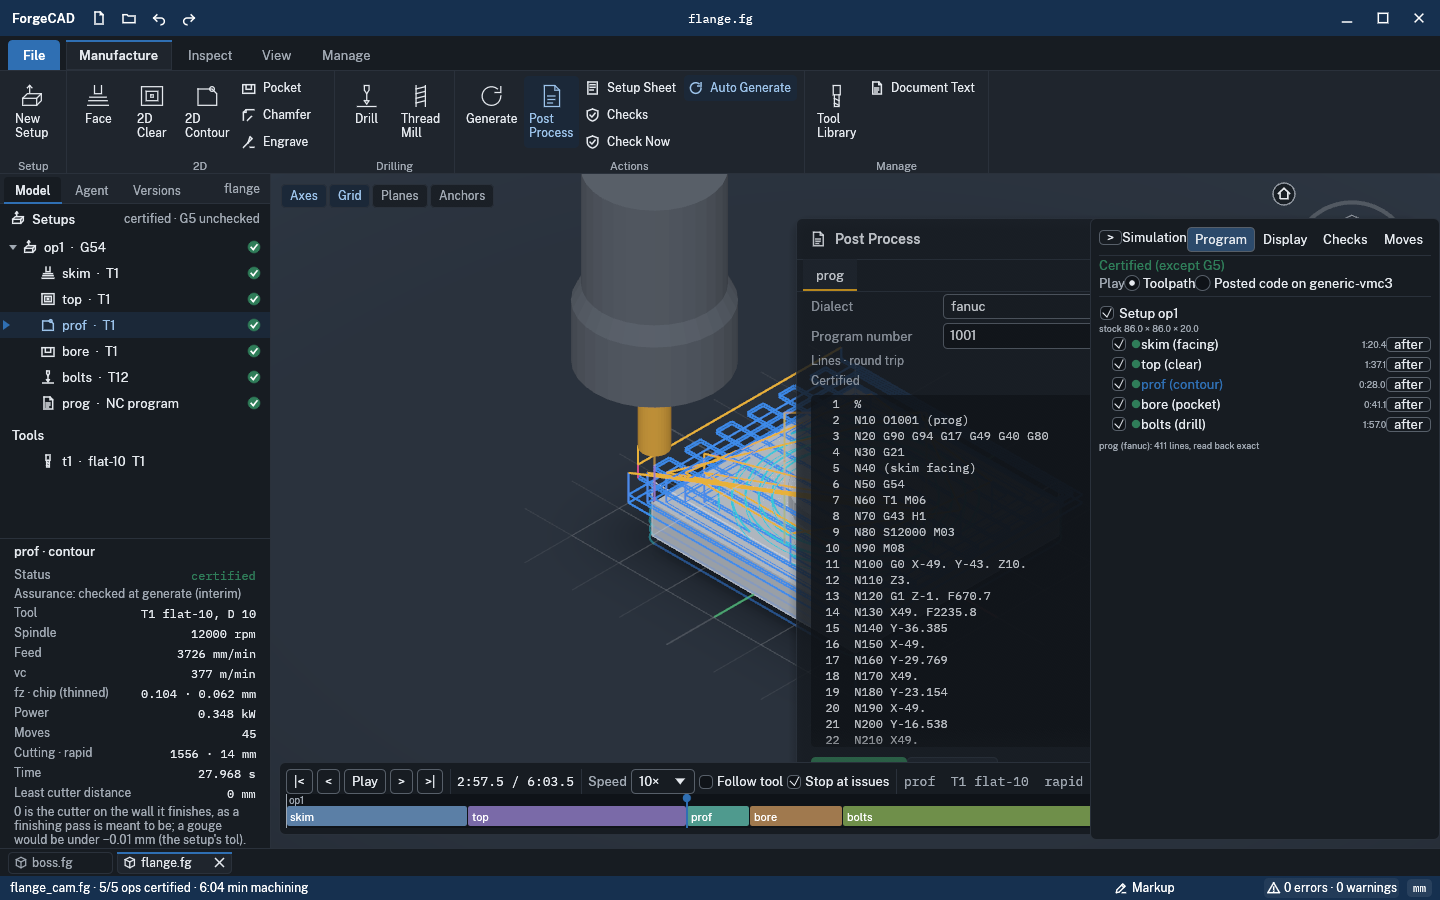 ForgeCAD
flange.fg
File
Manufacture
Inspect
View
Manage
New Setup
Setup
Face
2D Clear
2D Contour
Pocket
Chamfer
Engrave
2D
Drill
Thread Mill
Drilling
Generate
Post Process
Setup Sheet
Checks
Check Now
Auto Generate
Actions
Tool Library
Document Text
Manage
Model
Agent
Versions
flange
Setups
certified · G5 unchecked
op1 · G54
skim · T1
top · T1
prof · T1
bore · T1
bolts · T12
prog · NC program
Tools
t1 · flat-10 T1
prof · contour
Status certified
Assurance: checked at generate (interim)
Tool T1 flat-10, D 10
Spindle 12000 rpm
Feed 3726 mm/min
vc 377 m/min
fz · chip (thinned) 0.104 · 0.062 mm
Power 0.348 kW
Moves 45
Cutting · rapid 1556 · 14 mm
Time 27.968 s
Least cutter distance 0 mm
0 is the cutter on the wall it finishes, as a
finishing pass is meant to be; a gouge
would be under −0.01 mm (the setup's tol).
Axes
Grid
Planes
Anchors
Post Process
prog
Dialect fanuc
Program number 1001
Lines · round trip
Certified
1 %
2 N10 O1001 (prog)
3 N20 G90 G94 G17 G49 G40 G80
4 N30 G21
5 N40 (skim facing)
6 N50 G54
7 N60 T1 M06
8 N70 G43 H1
9 N80 S12000 M03
10 N90 M08
11 N100 G0 X-49. Y-43. Z10.
12 N110 Z3.
13 N120 G1 Z-1. F670.7
14 N130 X49. F2235.8
15 N140 Y-36.385
16 N150 X-49.
17 N160 Y-29.769
18 N170 X49.
19 N180 Y-23.154
20 N190 X-49.
21 N200 Y-16.538
22 N210 X49.
> Simulation
Program
Display
Checks
Moves
Certified (except G5)
Play Toolpath Posted code on generic-vmc3
Setup op1
stock 86.0 × 86.0 × 20.0
skim (facing) 1:20.4 after
top (clear) 1:37.1 after
prof (contour) 0:28.0 after
bore (pocket) 0:41.1 after
bolts (drill) 1:57.0 after
prog (fanuc): 411 lines, read back exact
|< < Play > >| 2:57.5 / 6:03.5 Speed 10× Follow tool Stop at issues prof T1 flat-10 rapid
op1
skim top prof bore bolts
boss.fg
flange.fg
flange_cam.fg · 5/5 ops certified · 6:04 min machining
Markup
0 errors · 0 warnings
mm